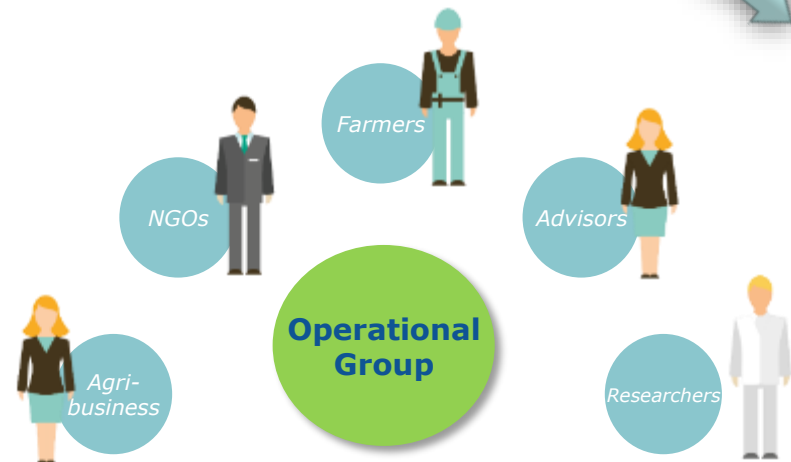 Farmers
NGOs
Advisors
Operational
Group
Agri-
business
Researchers